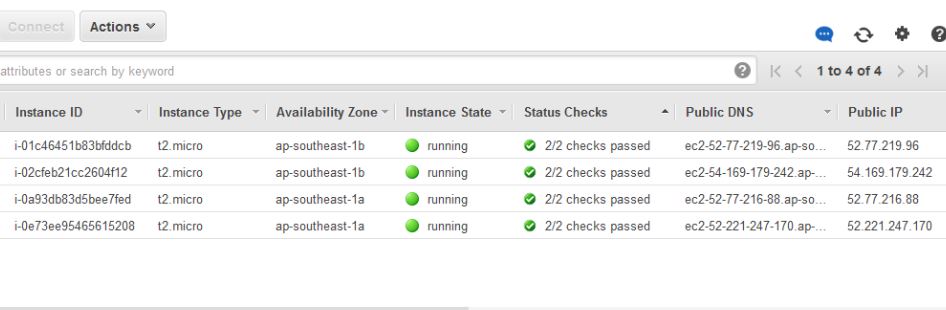 Connect Actions
attributes or search by keyword 1 to 4 of 4
Instance ID Instance Type Availability Zone Instance State Status Checks Public DNS Public IP
i-01c46451b83bfddcb t2.micro ap-southeast-1b running 2/2 checks passed ec2-52-77-219-96.ap-so... 52.77.219.96
i-02cfeb21cc2604f12 t2.micro ap-southeast-1b running 2/2 checks passed ec2-54-169-179-242.ap-... 54.169.179.242
i-0a93db83d5bee7fed t2.micro ap-southeast-1a running 2/2 checks passed ec2-52-77-216-88.ap-so... 52.77.216.88
i-0e73ee95465615208 t2.micro ap-southeast-1a running 2/2 checks passed ec2-52-221-247-170.ap-... 52.221.247.170